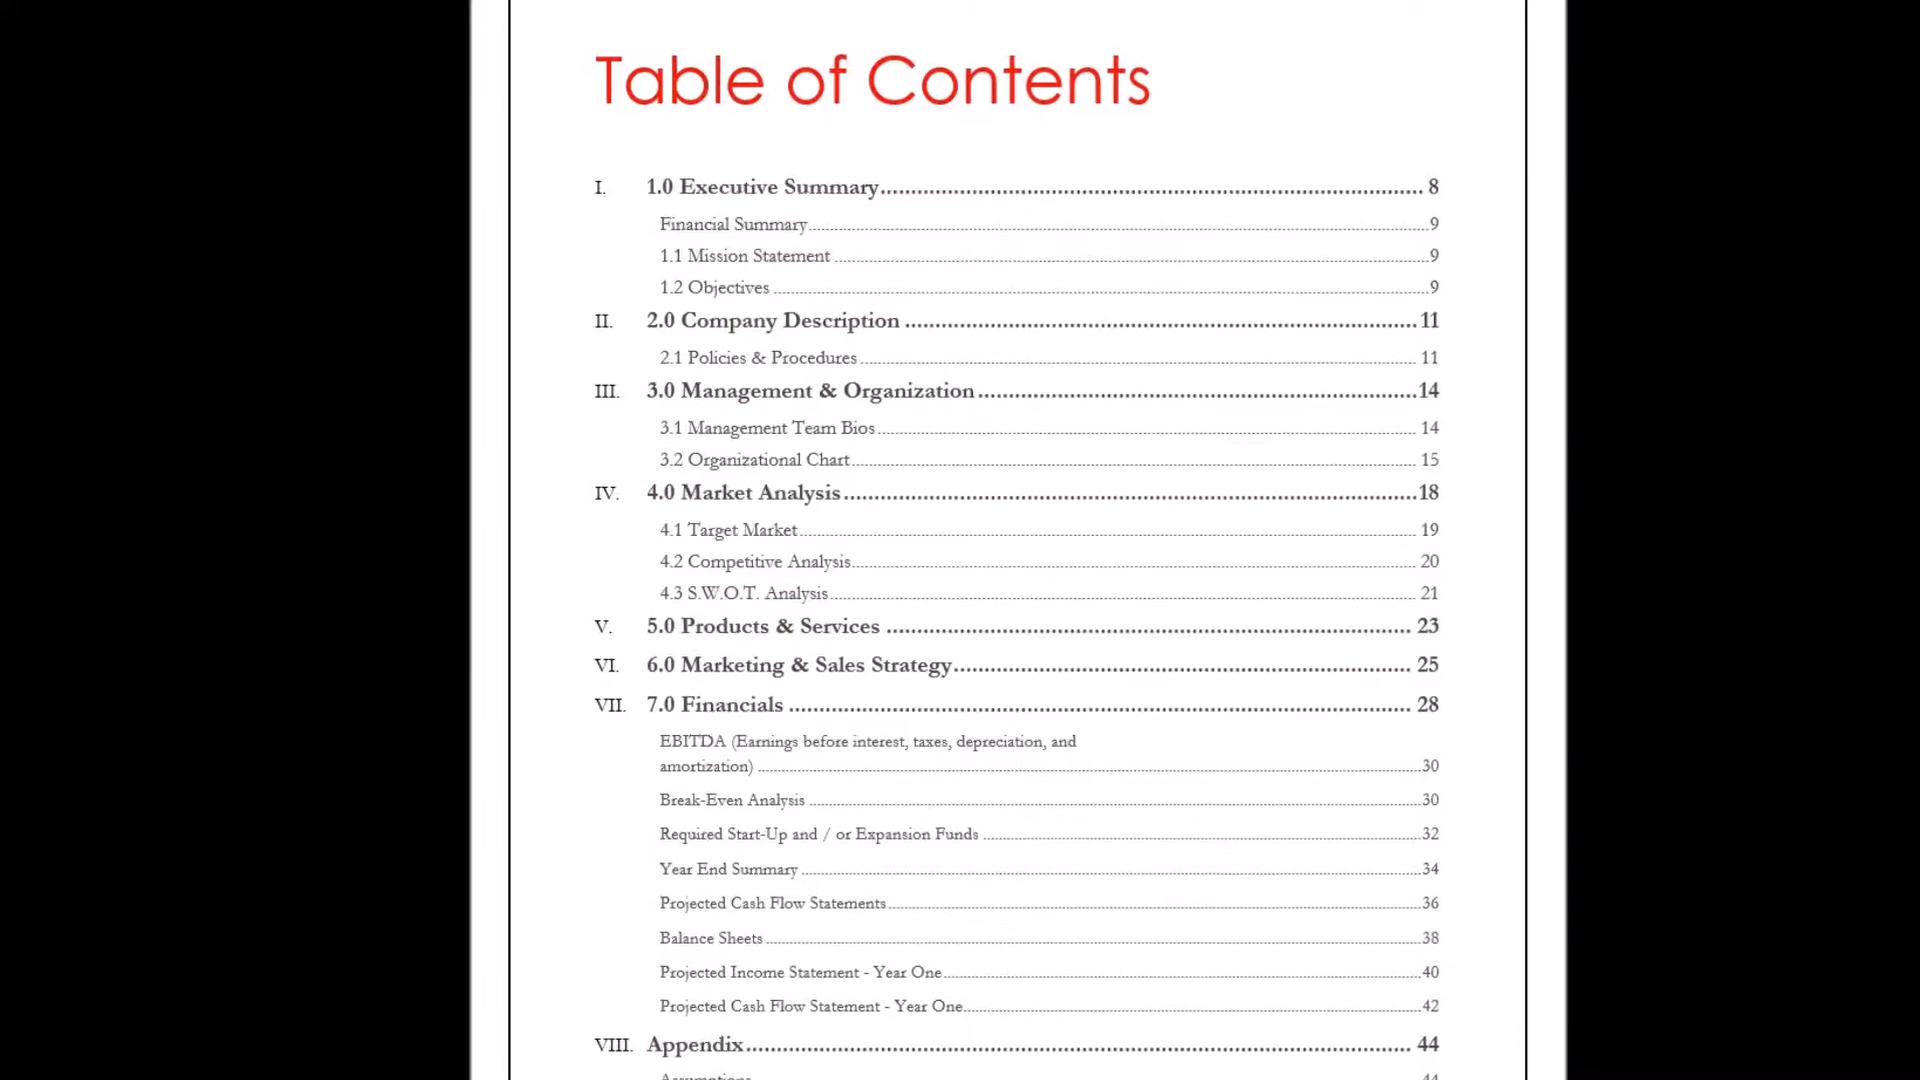 Table of Contents
I. 1.0 Executive Summary 8
Financial Summary 9
1.1 Mission Statement 9
1.2 Objectives 9
II. 2.0 Company Description 11
2.1 Policies & Procedures 11
III. 3.0 Management & Organization 14
3.1 Management Team Bios 14
3.2 Organizational Chart 15
IV. 4.0 Market Analysis 18
4.1 Target Market 19
4.2 Competitive Analysis 20
4.3 S.W.O.T. Analysis 21
V. 5.0 Products & Services 23
VI. 6.0 Marketing & Sales Strategy 25
VII. 7.0 Financials 28
EBITDA (Earnings before interest, taxes, depreciation, and
amortization) 30
Break-Even Analysis 30
Required Start-Up and / or Expansion Funds 32
Year End Summary 34
Projected Cash Flow Statements 36
Balance Sheets 38
Projected Income Statement - Year One 40
Projected Cash Flow Statement - Year One 42
VIII. Appendix 44
Assumptions 44